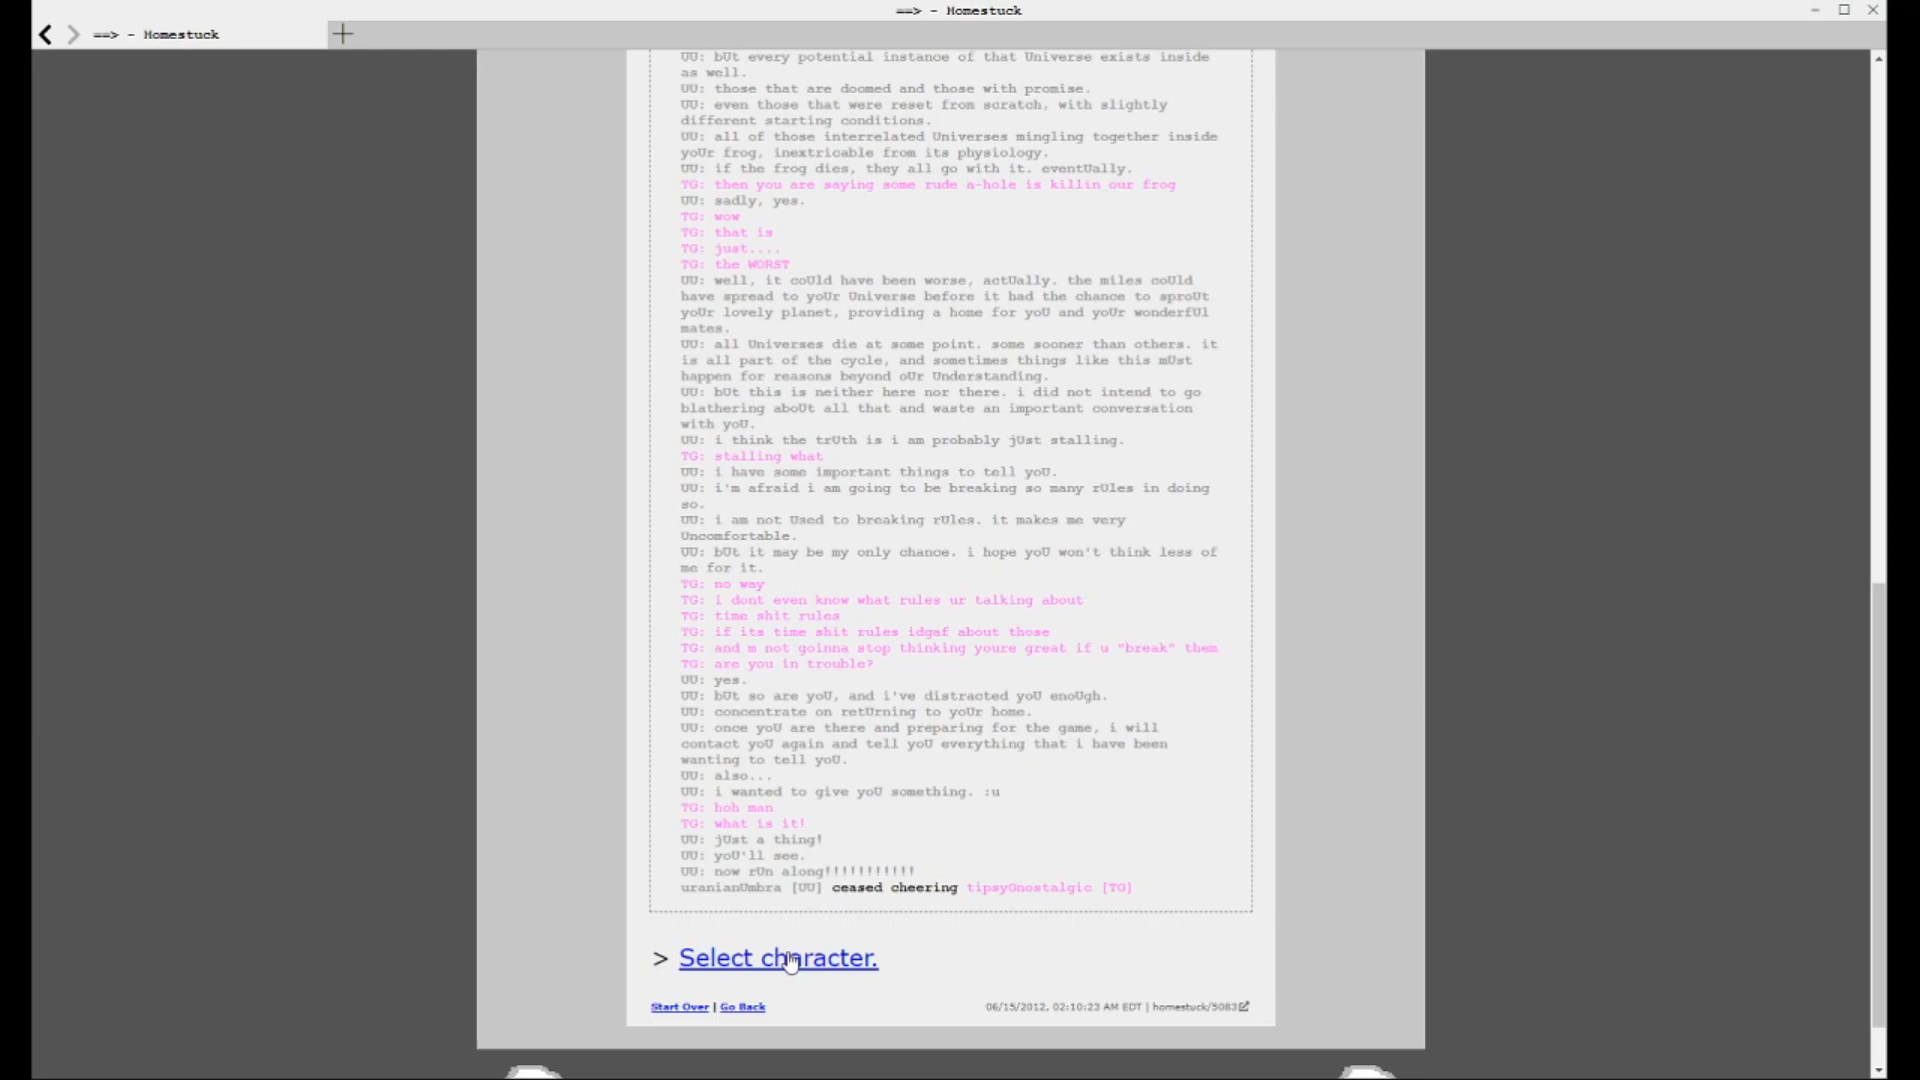 ==> - Homestuck
==> - Homestuck
UU: bUt every potential instance of that Universe exists inside
as well.
UU: those that are doomed and those with promise.
UU: even those that were reset from scratch, with slightly
different starting conditions.
UU: all of those interrelated Universes mingling together inside
yoUr frog, inextricable from its physiology.
UU: if the frog dies, they all go with it. eventUally.
TG: then you are saying some rude a-hole is killin our frog
UU: sadly, yes.
TG: wow
TG: that is
TG: just....
TG: the WORST
UU: well, it coUld have been worse, actUally. the miles coUld
have spread to yoUr Universe before it had the chance to sproUt
yoUr lovely planet, providing a home for yoU and yoUr wonderfUl
mates.
UU: all Universes die at some point. some sooner than others. it
is all part of the cycle, and sometimes things like this mUst
happen for reasons beyond oUr Understanding.
UU: bUt this is neither here nor there. i did not intend to go
blathering aboUt all that and waste an important conversation
with yoU.
UU: i think the trUth is i am probably jUst stalling.
TG: stalling what
UU: i have some important things to tell yoU.
UU: i'm afraid i am going to be breaking so many rUles in doing
so.
UU: i am not Used to breaking rUles. it makes me very
Uncomfortable.
UU: bUt it may be my only chance. i hope yoU won't think less of
me for it.
TG: no way
TG: i dont even know what rules ur talking about
TG: time shit rules
TG: if its time shit rules idgaf about those
TG: and m not goinna stop thinking youre great if u "break" them
TG: are you in trouble?
UU: yes.
UU: bUt so are yoU, and i've distracted yoU enoUgh.
UU: concentrate on retUrning to yoUr home.
UU: once yoU are there and preparing for the game, i will
contact yoU again and tell yoU everything that i have been
wanting to tell yoU.
UU: also...
UU: i wanted to give yoU something. :u
TG: hoh man
TG: what is it!
UU: jUst a thing!
UU: yoU'll see.
UU: now rUn along!!!!!!!!!!!
uranianUmbra [UU] ceased cheering tipsyGnostalgic [TG]
> Select character.
Start Over | Go Back
06/15/2012, 02:10:23 AM EDT | homestuck/5083